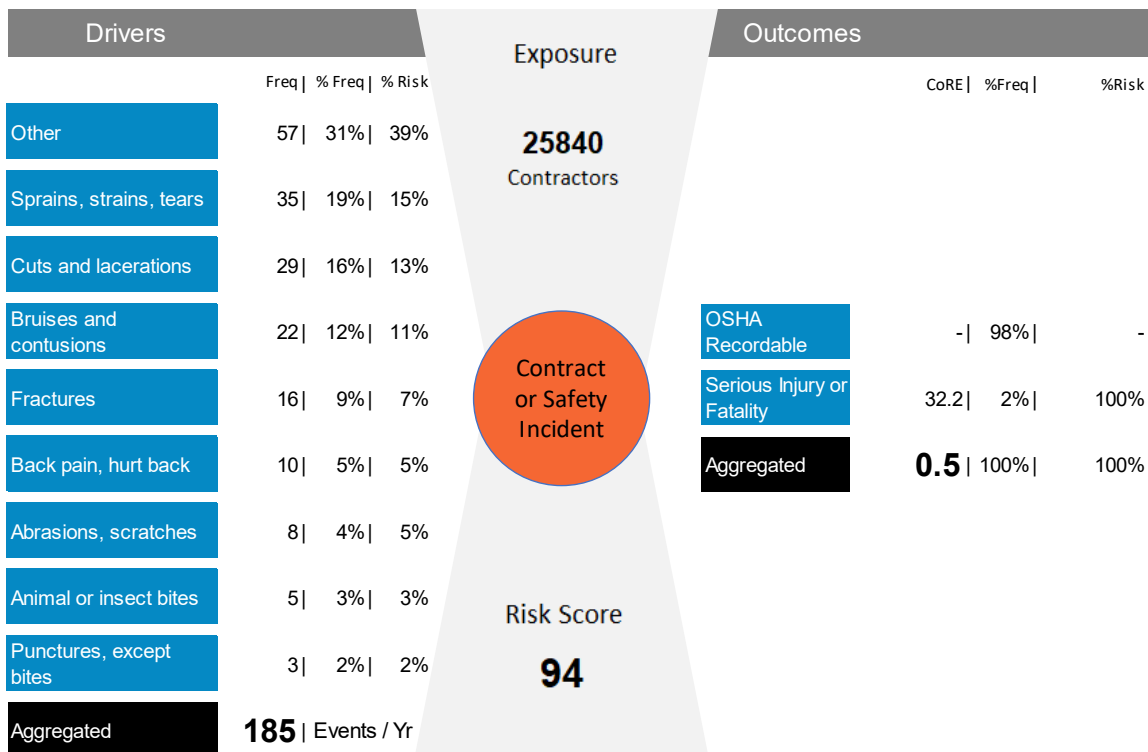 Drivers
Exposure
Outcomes
Freq| % Freq| % Risk
CoRE| %Freq| %Risk
25840
Contractors
Other 57| 31%| 39%
Sprains, strains, tears 35| 19%| 15%
Cuts and lacerations 29| 16%| 13%
Bruises and
contusions 22| 12%| 11%
Fractures 16| 9%| 7%
Back pain, hurt back 10| 5%| 5%
Abrasions, scratches 8| 4%| 5%
Animal or insect bites 5| 3%| 3%
Punctures, except
bites 3| 2%| 2%
Aggregated 185| Events / Yr
Contract
or Safety
Incident
Risk Score
94
OSHA
Recordable -| 98%| -
Serious Injury or
Fatality 32.2| 2%| 100%
Aggregated 0.5| 100%| 100%